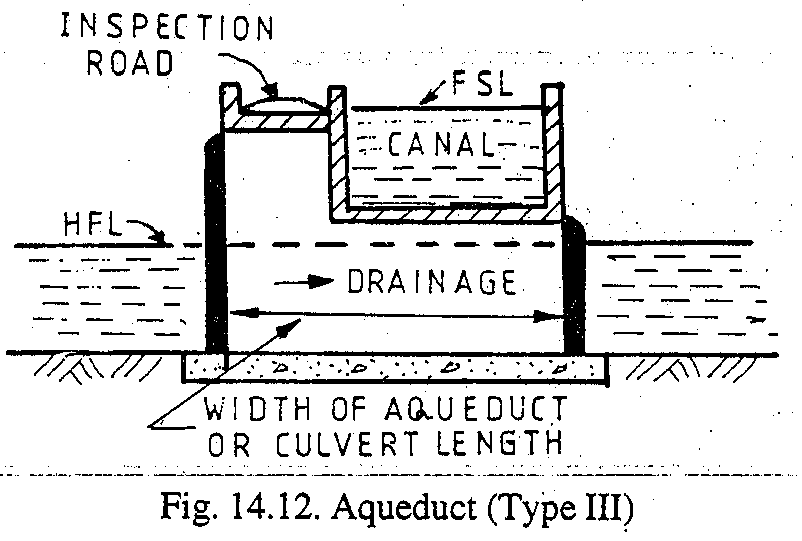 INSPECTION
ROAD
FSL
CANAL
HFL
DRAINAGE
WIDTH OF AQUEDUCT
OR CULVERT LENGTH
Fig. 14.12. Aqueduct (Type III)